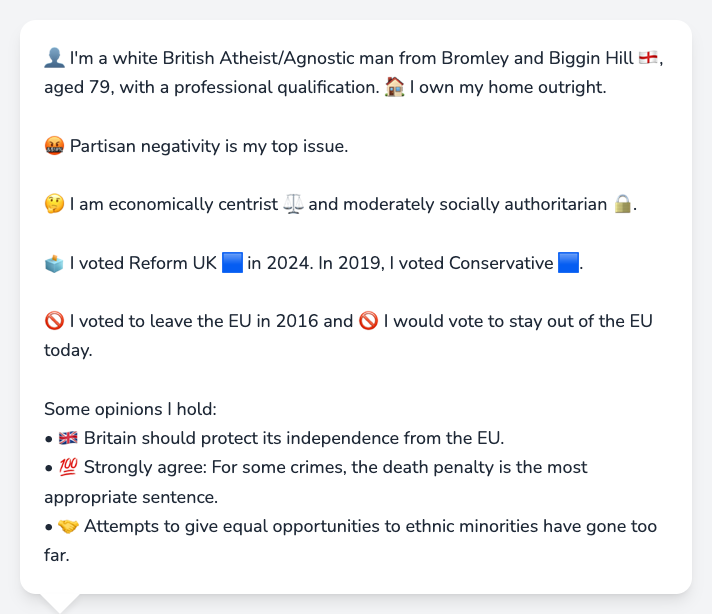 👤 I'm a white British Atheist/Agnostic man from Bromley and Biggin Hill 🏴󠁧󠁢󠁥󠁮󠁧󠁿,
aged 79, with a professional qualification. 🏠 I own my home outright.
🤬 Partisan negativity is my top issue.
🤔 I am economically centrist ⚖️ and moderately socially authoritarian 🔒.
🗳️ I voted Reform UK 🟦 in 2024. In 2019, I voted Conservative 🟦.
🚫 I voted to leave the EU in 2016 and 🚫 I would vote to stay out of the EU
today.
Some opinions I hold:
• 🇬🇧 Britain should protect its independence from the EU.
• 💯 Strongly agree: For some crimes, the death penalty is the most
appropriate sentence.
• 🤝 Attempts to give equal opportunities to ethnic minorities have gone too
far.